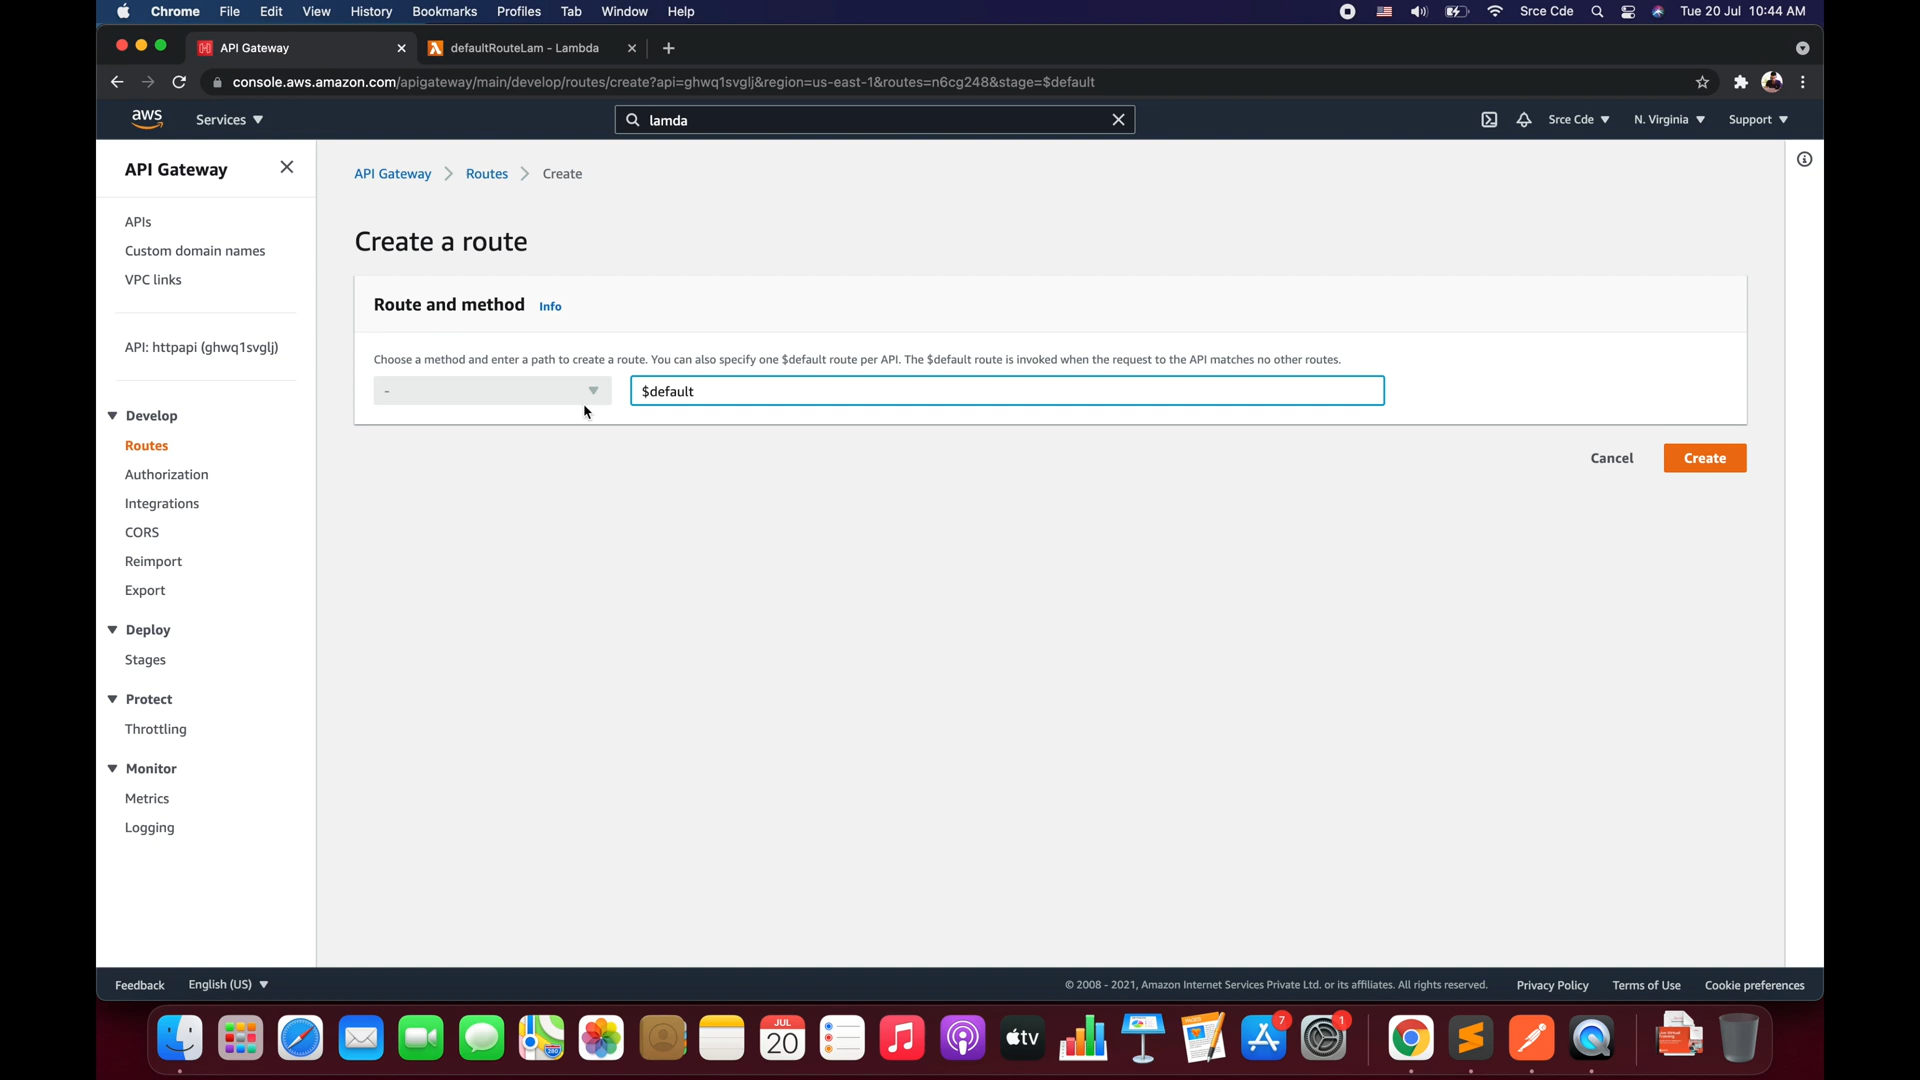 Chrome File Edit View History Bookmarks Profiles Tab Window Help Srce Cde Tue 20 Jul 10:44 AM
API Gateway defaultRouteLam - Lambda
console.aws.amazon.com/apigateway/main/develop/routes/create?api=ghwq1svglj&region=us-east-1&routes=n6cg248&stage=$default
aws Services lamda Srce Cde N. Virginia Support
API Gateway
APIs
Custom domain names
VPC links
API: httpapi (ghwq1svglj)
Develop
Routes
Authorization
Integrations
CORS
Reimport
Export
Deploy
Stages
Protect
Throttling
Monitor
Metrics
Logging
API Gateway Routes Create
Create a route
Route and method Info
Choose a method and enter a path to create a route. You can also specify one $default route per API. The $default route is invoked when the request to the API matches no other routes.
- $default
Cancel Create
Feedback English (US) © 2008 - 2021, Amazon Internet Services Private Ltd. or its affiliates. All rights reserved. Privacy Policy Terms of Use Cookie preferences
JUL
20
tv
7
1